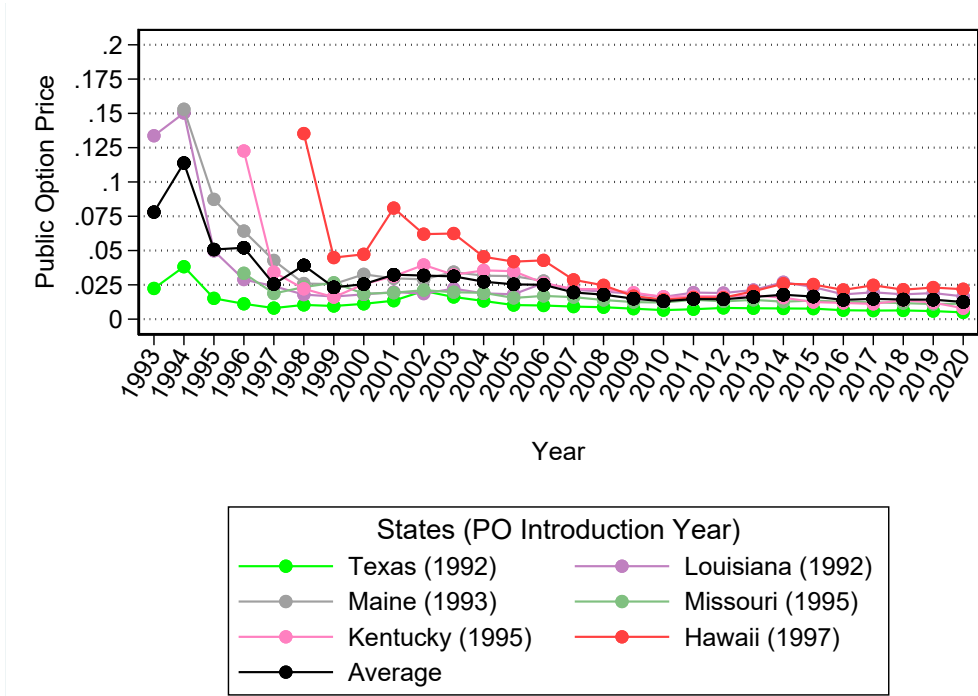 .2
.175
.15
.125
.1
.075
.05
.025
0
Public Option Price
1993 1994 1995 1996 1997 1998 1999 2000 2001 2002 2003 2004 2005 2006 2007 2008 2009 2010 2011 2012 2013 2014 2015 2016 2017 2018 2019 2020
Year
States (PO Introduction Year)
Texas (1992) Louisiana (1992)
Maine (1993) Missouri (1995)
Kentucky (1995) Hawaii (1997)
Average